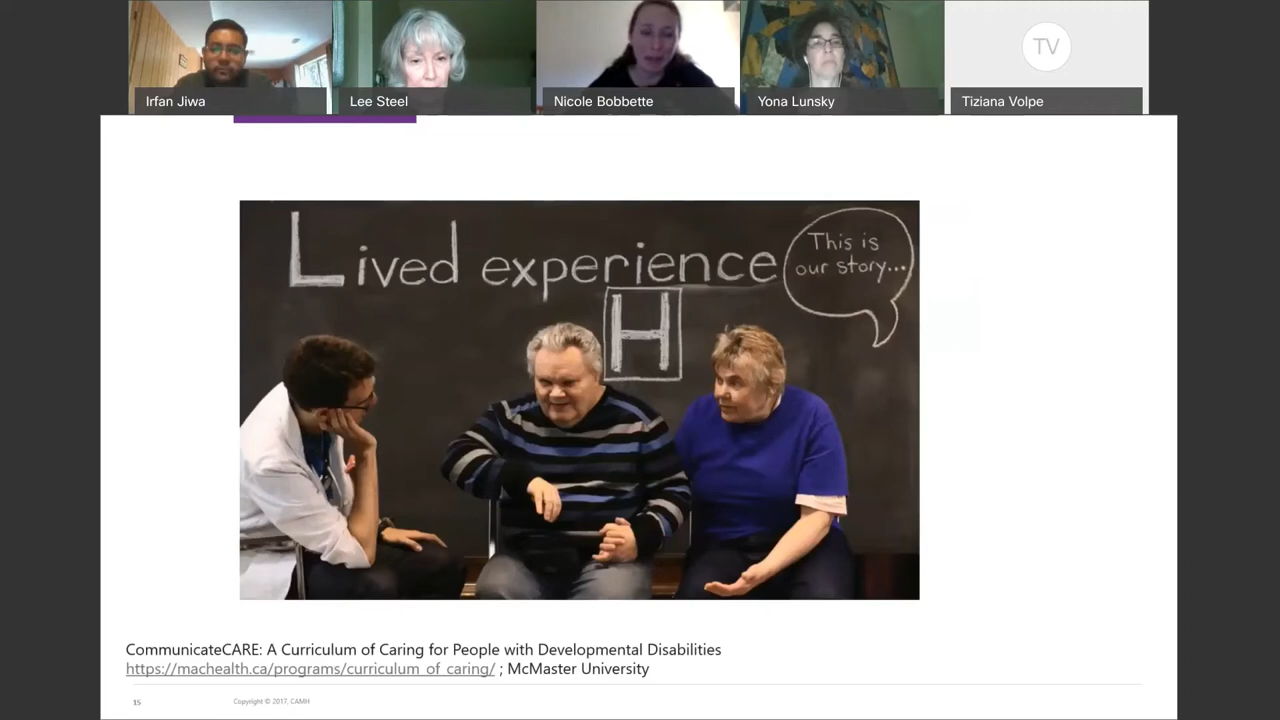 Irfan Jiwa
Lee Steel
Nicole Bobbette
Yona Lunsky
TV
Tiziana Volpe
Lived experience
This is
our story...
H
CommunicateCARE: A Curriculum of Caring for People with Developmental Disabilities
https://machealth.ca/programs/curriculum_of_caring/ ; McMaster University
15
Copyright © 2017, CAMH